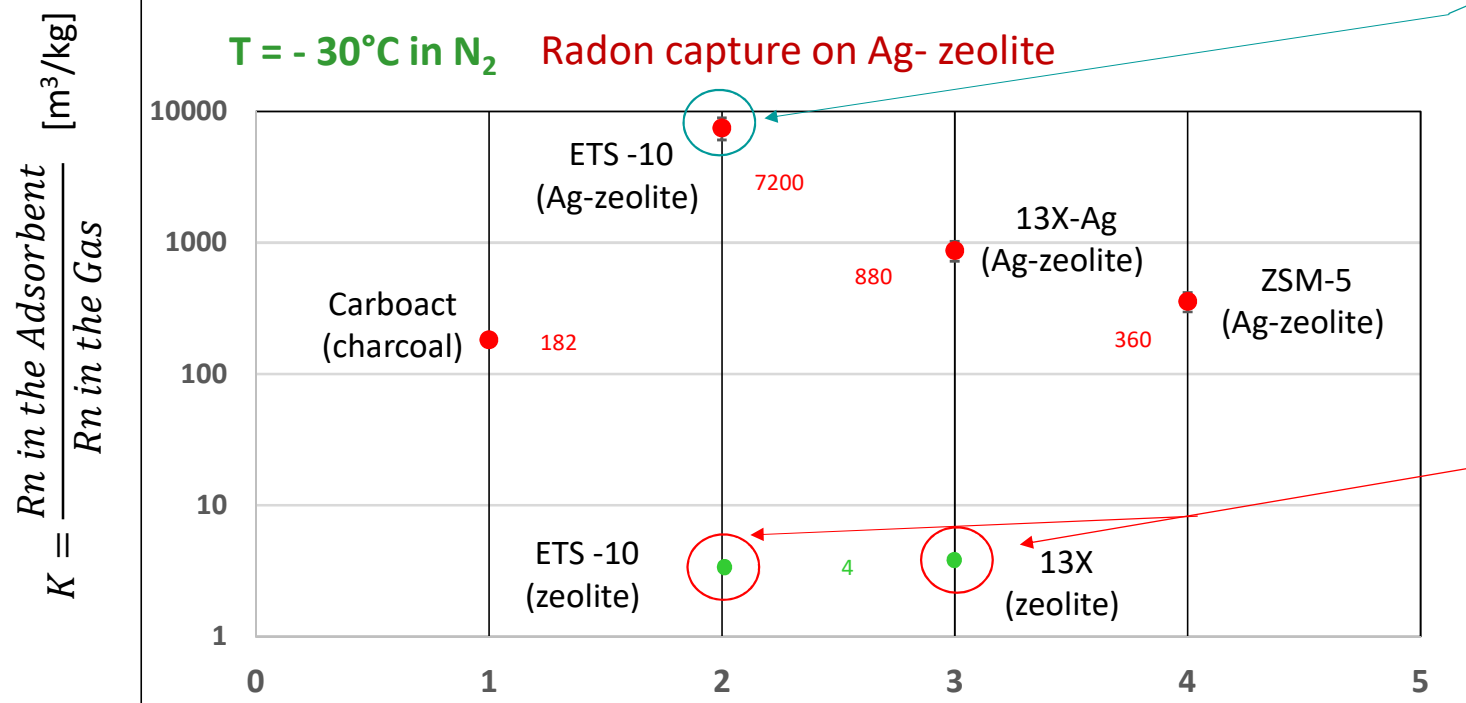 T = - 30°C in N₂ Radon capture on Ag- zeolite
K = Rn in the Adsorbent / Rn in the Gas [m³/kg]
10000
1000
100
10
1
ETS -10
(Ag-zeolite)
7200
13X-Ag
(Ag-zeolite)
880
ZSM-5
(Ag-zeolite)
360
Carboact
(charcoal)
182
ETS -10
(zeolite)
4
13X
(zeolite)
0 1 2 3 4 5